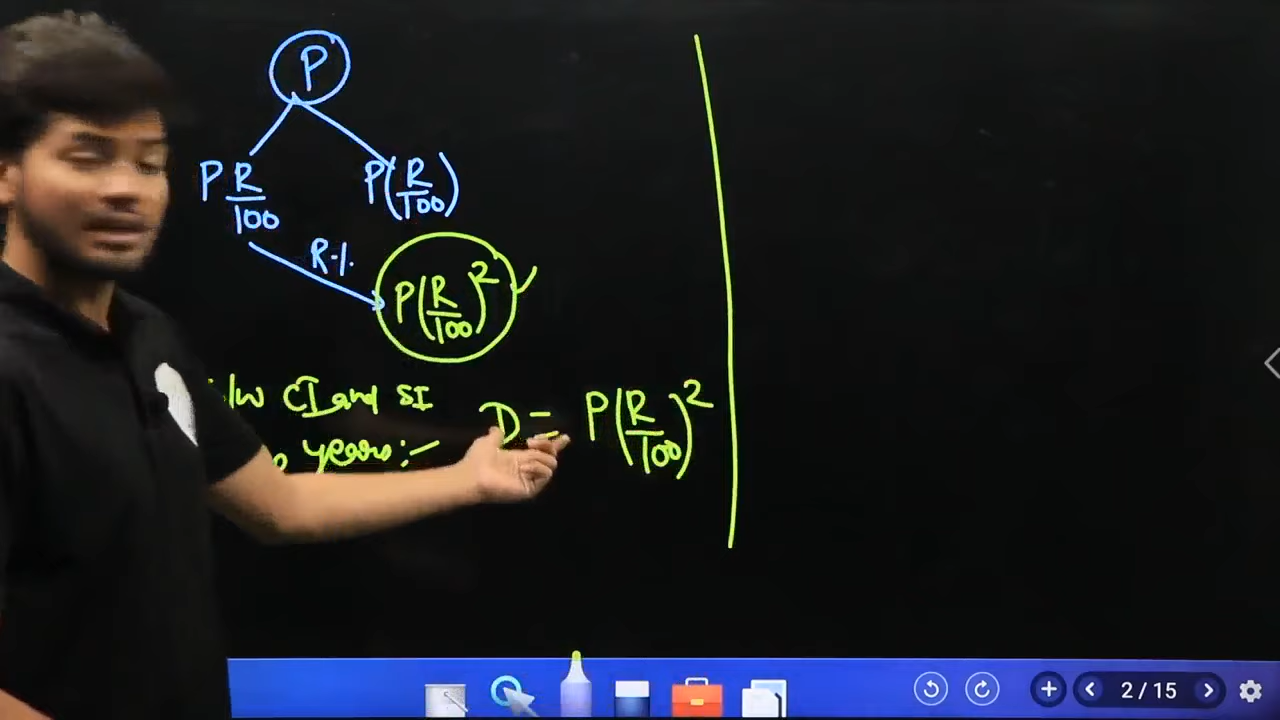 P
P R/100 P(R/100)
R%
P(R/100)²
b/w CI and SI D = P(R/100)²
years :-
2 / 15